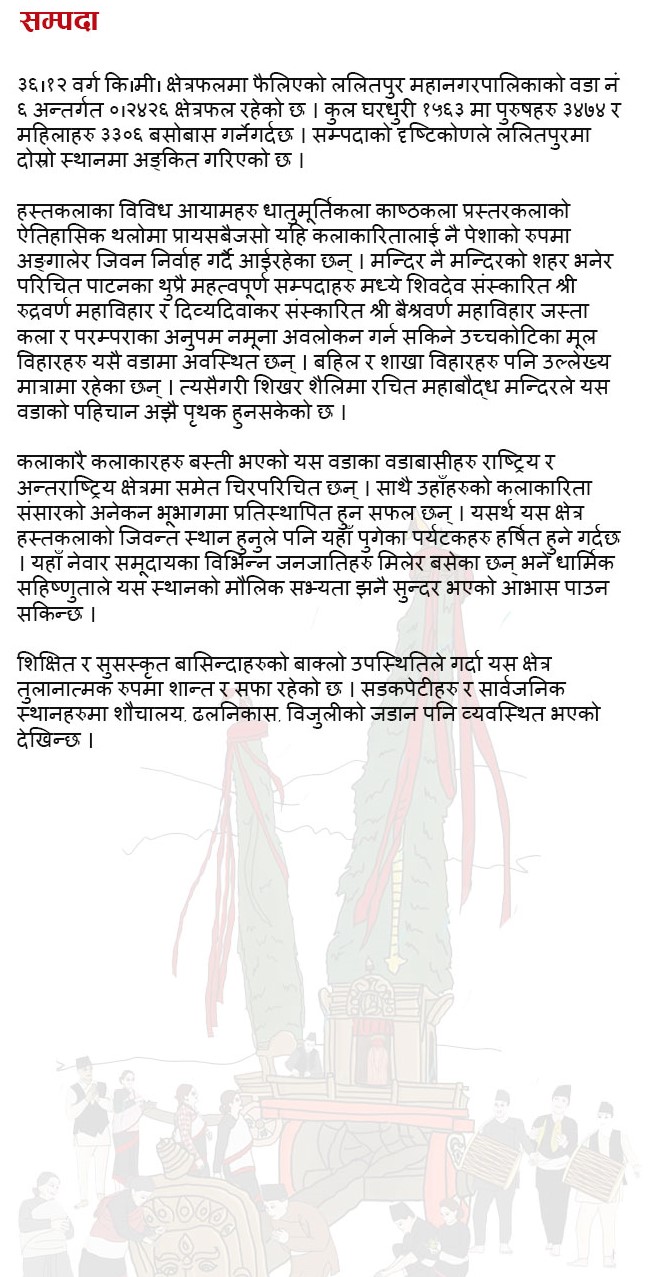 सम्पदा
३६।१२ वर्ग कि।मी। क्षेत्रफलमा फैलिएको ललितपुर महानगरपालिकाको वडा नं
६ अन्तर्गत ०।२४२६ क्षेत्रफल रहेको छ । कुल घरधुरी १५६३ मा पुरुषहरु ३४७४ र
महिलाहरु ३३०६ बसोबास गर्नेगर्दछ । सम्पदाको दृष्टिकोणले ललितपुरमा
दोस्रो स्थानमा अङ्कित गरिएको छ ।
हस्तकलाका विविध आयामहरु धातुमूर्तिकला काष्ठकला प्रस्तरकलाको
ऐतिहासिक थलोमा प्रायसबैजसो यहि कलाकारितालाई नै पेशाको रुपमा
अङ्गालेर जिवन निर्वाह गर्दै आईरहेका छन् । मन्दिर नै मन्दिरको शहर भनेर
परिचित पाटनका थुप्रै महत्वपूर्ण सम्पदाहरु मध्ये शिवदेव संस्कारित श्री
रुद्रवर्ण महाविहार र दिव्यदिवाकर संस्कारित श्री बैश्रवर्ण महाविहार जस्ता
कला र परम्पराका अनुपम नमूना अवलोकन गर्न सकिने उच्चकोटिका मूल
विहारहरु यसै वडामा अवस्थित छन् । बहिल र शाखा विहारहरु पनि उल्लेख्य
मात्रामा रहेका छन् । त्यसैगरी शिखर शैलिमा रचित महाबौद्ध मन्दिरले यस
वडाको पहिचान अझै पृथक हुनसकेको छ ।
कलाकारै कलाकारहरु बस्ती भएको यस वडाका वडाबासीहरु राष्ट्रिय र
अन्तराष्ट्रिय क्षेत्रमा समेत चिरपरिचित छन् । साथै उहाँहरुको कलाकारिता
संसारको अनेकन भूभागमा प्रतिस्थापित हुन सफल छन् । यसर्थ यस क्षेत्र
हस्तकलाको जिवन्त स्थान हुनुले पनि यहाँ पुगेका पर्यटकहरु हर्षित हुने गर्दछ
। यहाँ नेवार समूदायका विभिन्न जनजातिहरु मिलेर बसेका छन् भने धार्मिक
सहिष्णुताले यस स्थानको मौलिक सभ्यता झनै सुन्दर भएको आभास पाउन
सकिन्छ ।
शिक्षित र सुसस्कृत बासिन्दाहरुको बाक्लो उपस्थितिले गर्दा यस क्षेत्र
तुलानात्मक रुपमा शान्त र सफा रहेको छ । सडकपेटीहरु र सार्वजनिक
स्थानहरुमा शौचालय, ढलनिकास, विजुलीको जडान पनि व्यवस्थित भएको
देखिन्छ ।